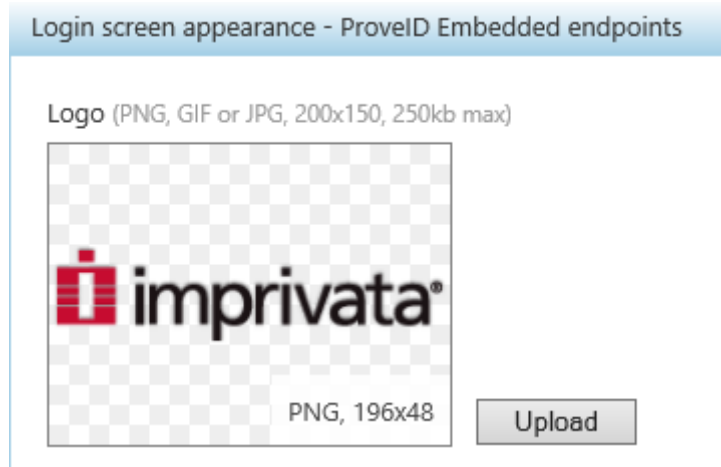 Login screen appearance - ProveID Embedded endpoints
Logo (PNG, GIF or JPG, 200x150, 250kb max)
imprivata®
PNG, 196x48
Upload